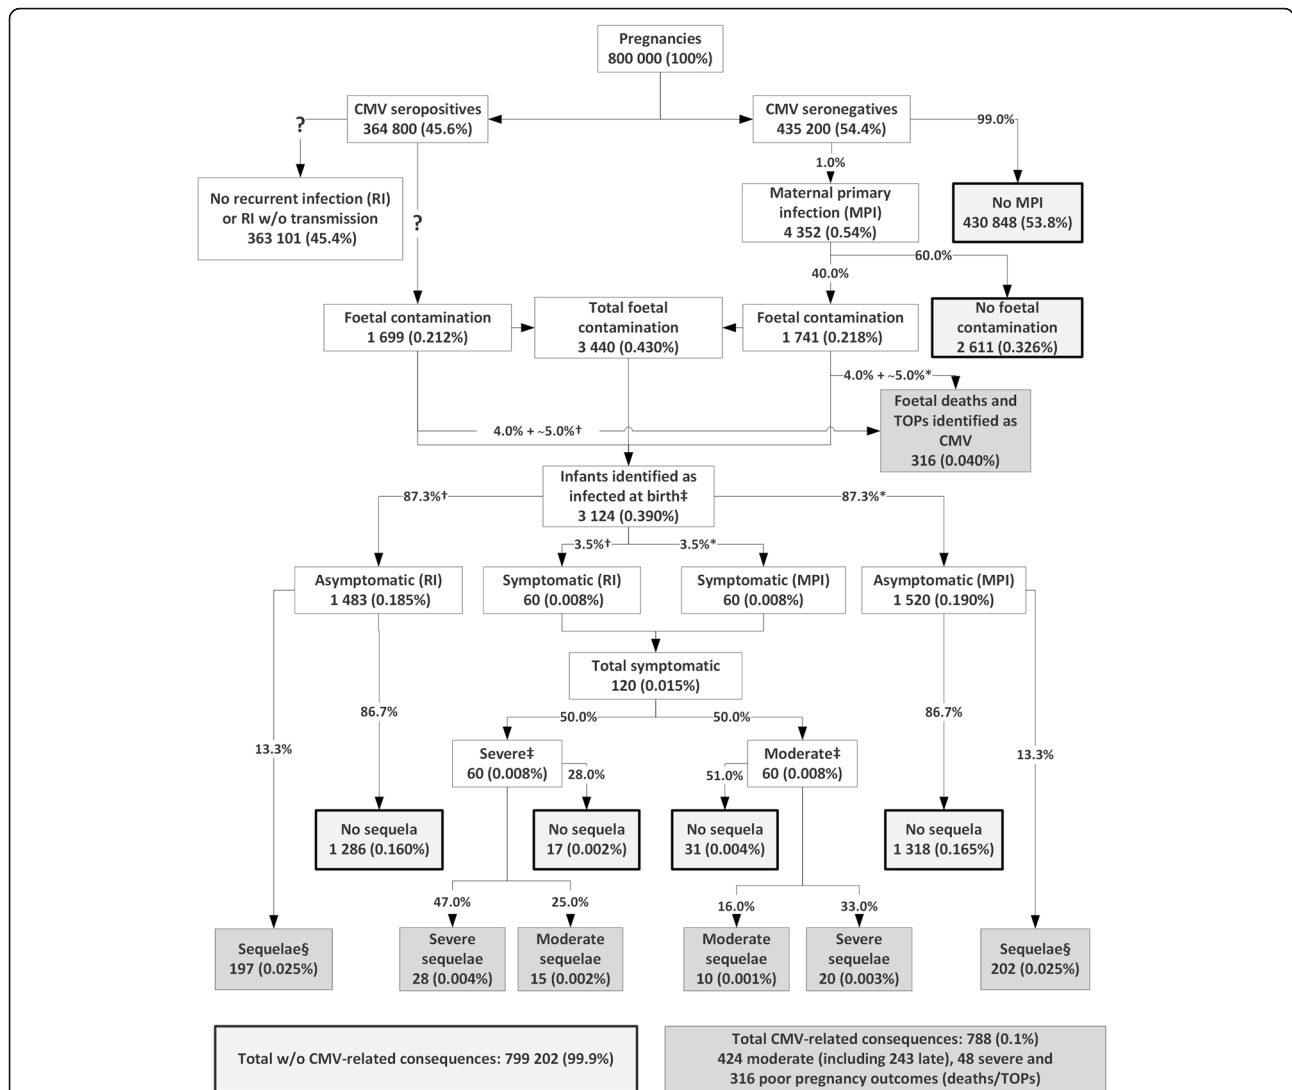 Pregnancies
800 000 (100%)
CMV seropositives
364 800 (45.6%)
CMV seronegatives
435 200 (54.4%)
?
99.0%
1.0%
No recurrent infection (RI)
or RI w/o transmission
363 101 (45.4%)
?
Maternal primary
infection (MPI)
4 352 (0.54%)
No MPI
430 848 (53.8%)
60.0%
40.0%
Foetal contamination
1 699 (0.212%)
Total foetal
contamination
3 440 (0.430%)
Foetal contamination
1 741 (0.218%)
No foetal
contamination
2 611 (0.326%)
4.0% + ~5.0%*
Foetal deaths and
TOPs identified as
CMV
316 (0.040%)
4.0% + ~5.0%†
Infants identified as
infected at birth‡
3 124 (0.390%)
87.3%†
87.3%*
3.5%†
3.5%*
Asymptomatic (RI)
1 483 (0.185%)
Symptomatic (RI)
60 (0.008%)
Symptomatic (MPI)
60 (0.008%)
Asymptomatic (MPI)
1 520 (0.190%)
Total symptomatic
120 (0.015%)
86.7%
50.0%
50.0%
86.7%
13.3%
13.3%
Severe‡
60 (0.008%)
28.0%
Moderate‡
60 (0.008%)
51.0%
No sequela
1 286 (0.160%)
No sequela
17 (0.002%)
No sequela
31 (0.004%)
No sequela
1 318 (0.165%)
47.0%
25.0%
16.0%
33.0%
Sequelae§
197 (0.025%)
Severe
sequelae
28 (0.004%)
Moderate
sequelae
15 (0.002%)
Moderate
sequelae
10 (0.001%)
Severe
sequelae
20 (0.003%)
Sequelae§
202 (0.025%)
Total w/o CMV-related consequences: 799 202 (99.9%)
Total CMV-related consequences: 788 (0.1%)
424 moderate (including 243 late), 48 severe and
316 poor pregnancy outcomes (deaths/TOPs)